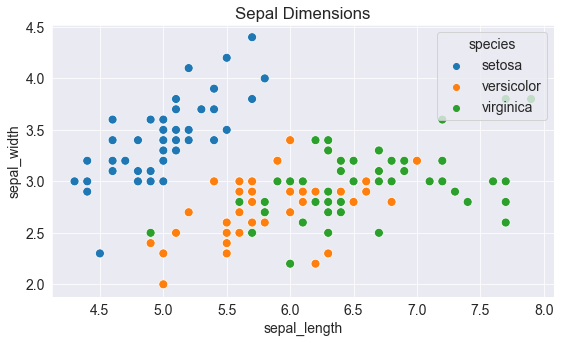 Sepal Dimensions
species
setosa
versicolor
virginica
sepal_width
4.5
4.0
3.5
3.0
2.5
2.0
4.5 5.0 5.5 6.0 6.5 7.0 7.5 8.0
sepal_length